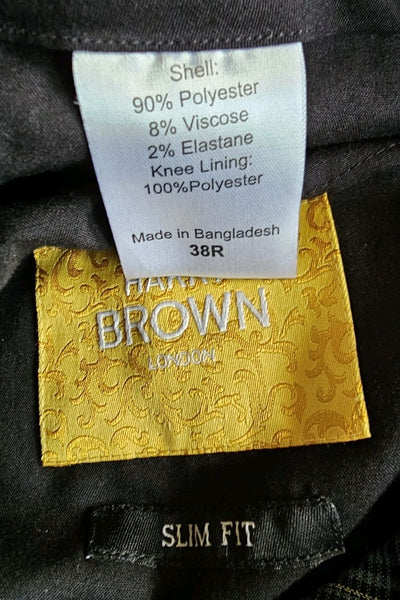 Shell:
90% Polyester
8% Viscose
2% Elastane
Knee Lining:
100%Polyester
Made in Bangladesh
38R
BROWN
LONDON
SLIM FIT